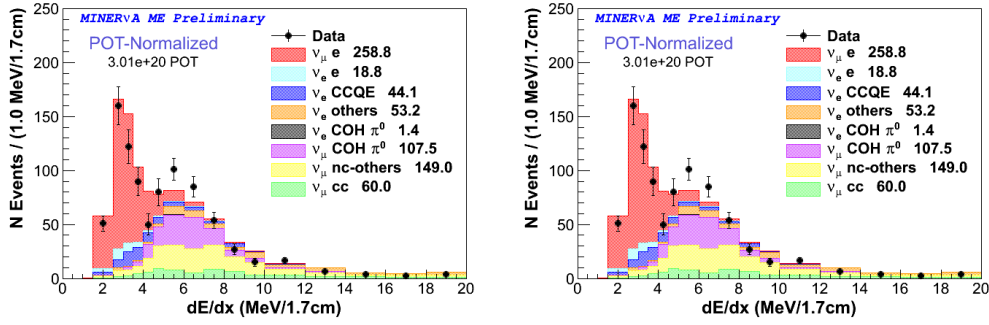 MINERνA ME Preliminary
POT-Normalized
3.01e+20 POT
Data
νμ e 258.8
νe e 18.8
νe CCQE 44.1
νe others 53.2
νe COH π⁰ 1.4
νμ COH π⁰ 107.5
νμ nc-others 149.0
νμ cc 60.0
N Events / (1.0 MeV/1.7cm)
250
200
150
100
50
0
0 2 4 6 8 10 12 14 16 18 20
dE/dx (MeV/1.7cm)
MINERνA ME Preliminary
POT-Normalized
3.01e+20 POT
Data
νμ e 258.8
νe e 18.8
νe CCQE 44.1
νe others 53.2
νe COH π⁰ 1.4
νμ COH π⁰ 107.5
νμ nc-others 149.0
νμ cc 60.0
N Events / (1.0 MeV/1.7cm)
250
200
150
100
50
0
0 2 4 6 8 10 12 14 16 18 20
dE/dx (MeV/1.7cm)